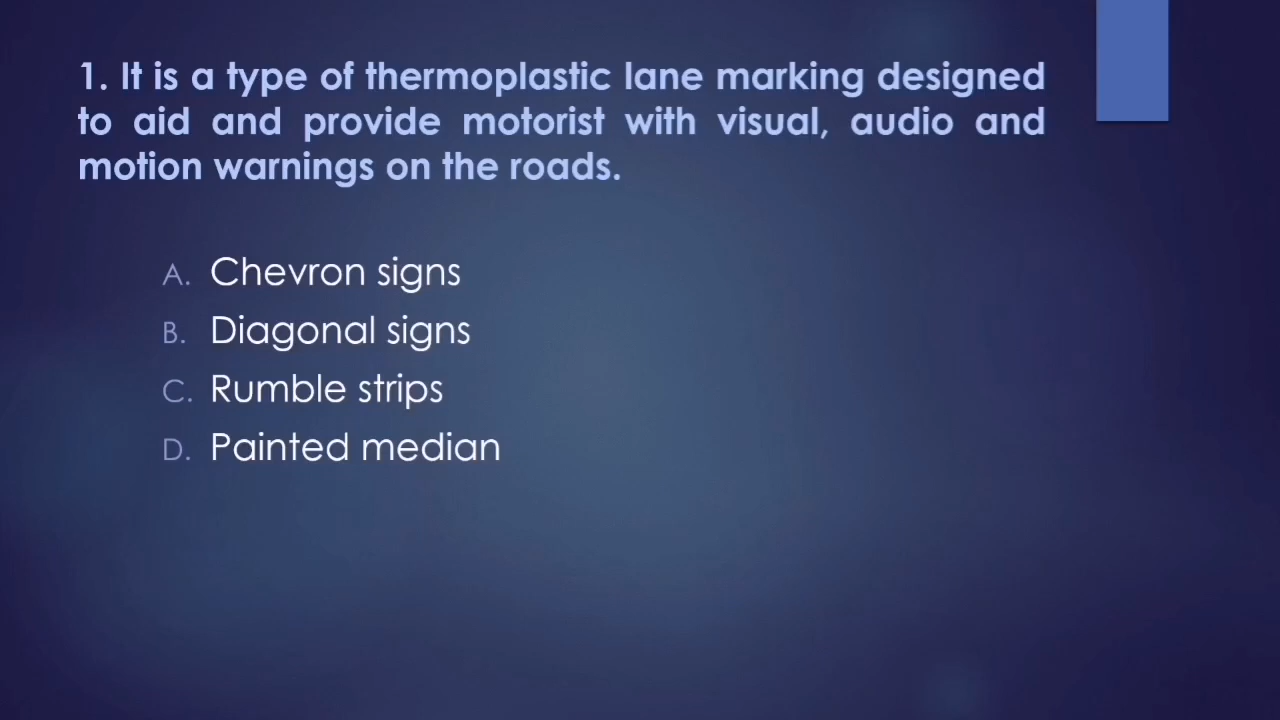 1. It is a type of thermoplastic lane marking designed
to aid and provide motorist with visual, audio and
motion warnings on the roads.
A. Chevron signs
B. Diagonal signs
C. Rumble strips
D. Painted median